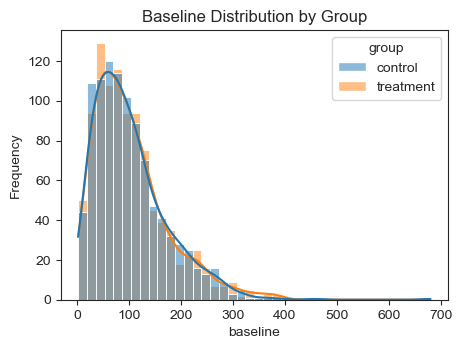 Baseline Distribution by Group
group
control
treatment
Frequency
120
100
80
60
40
20
0
0 100 200 300 400 500 600 700
baseline